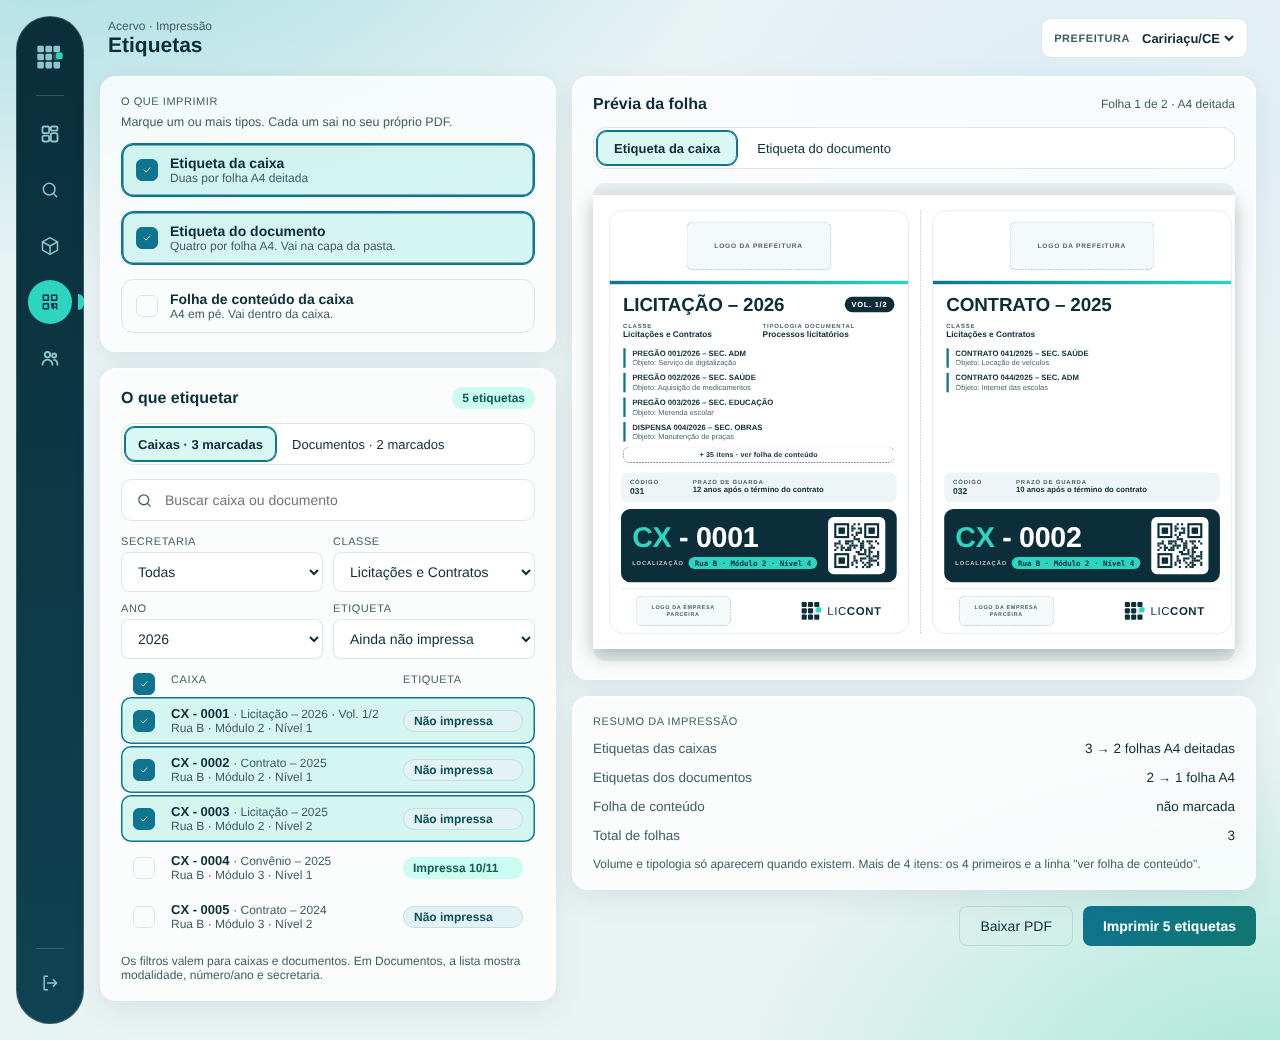 Acervo · Impressão
Etiquetas
PREFEITURA Caririaçu/CE
O QUE IMPRIMIR
Marque um ou mais tipos. Cada um sai no seu próprio PDF.
Etiqueta da caixa
Duas por folha A4 deitada
Etiqueta do documento
Quatro por folha A4. Vai na capa da pasta.
Folha de conteúdo da caixa
A4 em pé. Vai dentro da caixa.
O que etiquetar
5 etiquetas
Caixas · 3 marcadas
Documentos · 2 marcados
Buscar caixa ou documento
SECRETARIA
CLASSE
Todas
Licitações e Contratos
ANO
ETIQUETA
2026
Ainda não impressa
CAIXA
ETIQUETA
CX - 0001 · Licitação – 2026 · Vol. 1/2
Rua B · Módulo 2 · Nível 1
Não impressa
CX - 0002 · Contrato – 2025
Rua B · Módulo 2 · Nível 1
Não impressa
CX - 0003 · Licitação – 2025
Rua B · Módulo 2 · Nível 2
Não impressa
CX - 0004 · Convênio – 2025
Rua B · Módulo 3 · Nível 1
Impressa 10/11
CX - 0005 · Contrato – 2024
Rua B · Módulo 3 · Nível 2
Não impressa
Os filtros valem para caixas e documentos. Em Documentos, a lista mostra
modalidade, número/ano e secretaria.
Prévia da folha
Folha 1 de 2 · A4 deitada
Etiqueta da caixa
Etiqueta do documento
LOGO DA PREFEITURA
LICITAÇÃO – 2026
VOL. 1/2
CLASSE
TIPOLOGIA DOCUMENTAL
Licitações e Contratos
Processos licitatórios
PREGÃO 001/2026 – SEC. ADM
Objeto: Serviço de digitalização
PREGÃO 002/2026 – SEC. SAÚDE
Objeto: Aquisição de medicamentos
PREGÃO 003/2026 – SEC. EDUCAÇÃO
Objeto: Merenda escolar
DISPENSA 004/2026 – SEC. OBRAS
Objeto: Manutenção de praças
+ 35 itens · ver folha de conteúdo
CÓDIGO
PRAZO DE GUARDA
031
12 anos após o término do contrato
CX - 0001
LOCALIZAÇÃO Rua B · Módulo 2 · Nível 4
LOGO DA EMPRESA
PARCEIRA
LICCONT
LOGO DA PREFEITURA
CONTRATO – 2025
CLASSE
Licitações e Contratos
CONTRATO 041/2025 – SEC. SAÚDE
Objeto: Locação de veículos
CONTRATO 044/2025 – SEC. ADM
Objeto: Internet das escolas
CÓDIGO
PRAZO DE GUARDA
032
10 anos após o término do contrato
CX - 0002
LOCALIZAÇÃO Rua B · Módulo 2 · Nível 4
LOGO DA EMPRESA
PARCEIRA
LICCONT
RESUMO DA IMPRESSÃO
Etiquetas das caixas
3 → 2 folhas A4 deitadas
Etiquetas dos documentos
2 → 1 folha A4
Folha de conteúdo
não marcada
Total de folhas
3
Volume e tipologia só aparecem quando existem. Mais de 4 itens: os 4 primeiros e a linha "ver folha de conteúdo".
Baixar PDF
Imprimir 5 etiquetas